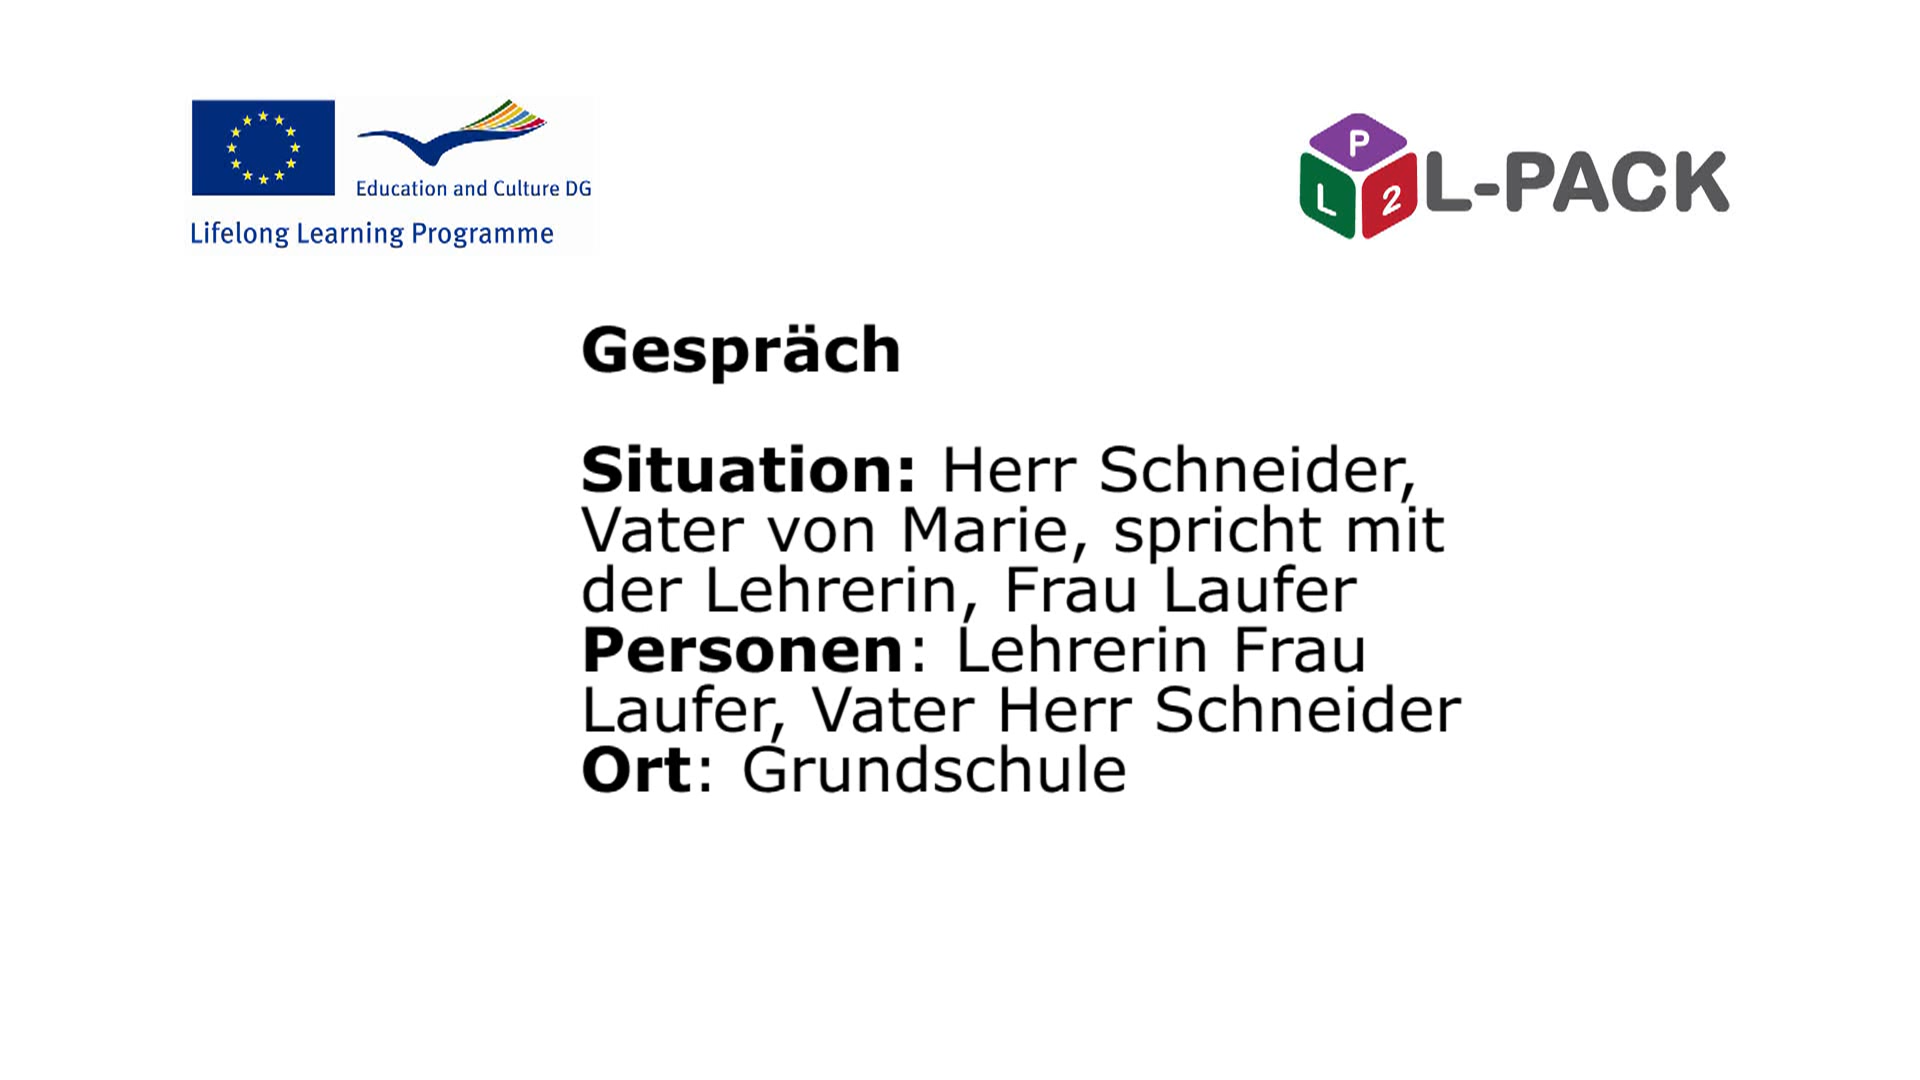 Education and Culture DG
Lifelong Learning Programme
P
L
2
L-PACK
Gespräch
Situation: Herr Schneider,
Vater von Marie, spricht mit
der Lehrerin, Frau Laufer
Personen: Lehrerin Frau
Laufer, Vater Herr Schneider
Ort: Grundschule